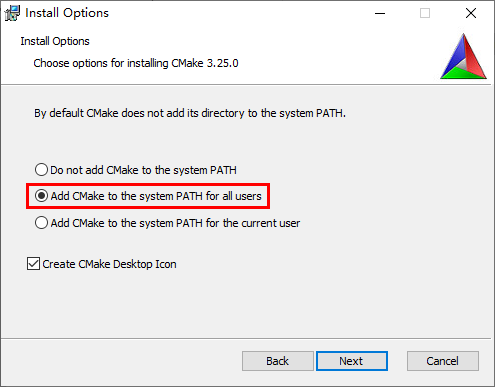 Install Options
Install Options
Choose options for installing CMake 3.25.0
By default CMake does not add its directory to the system PATH.
Do not add CMake to the system PATH
Add CMake to the system PATH for all users
Add CMake to the system PATH for the current user
Create CMake Desktop Icon
Back Next Cancel